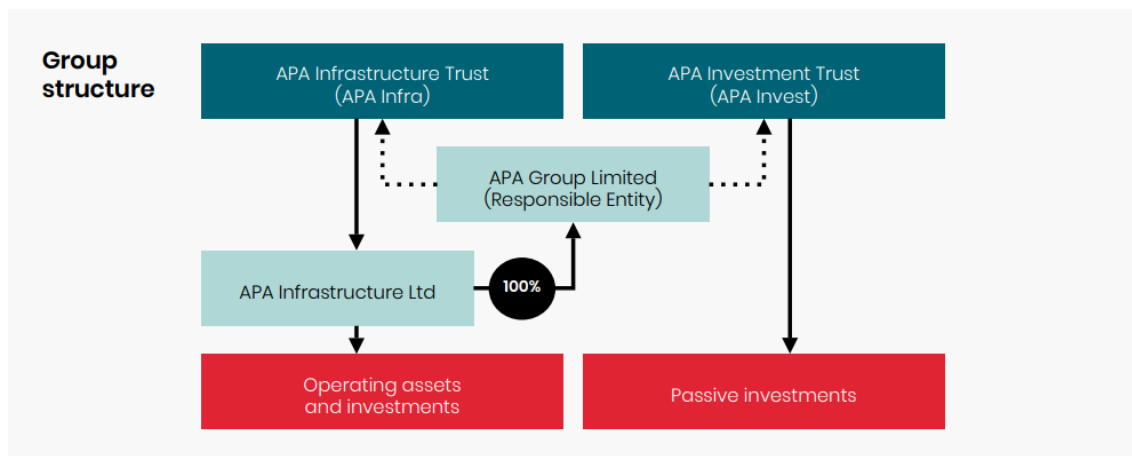 Group
structure
APA Infrastructure Trust
(APA Infra)
APA Investment Trust
(APA Invest)
APA Group Limited
(Responsible Entity)
APA Infrastructure Ltd
100%
Operating assets
and investments
Passive investments